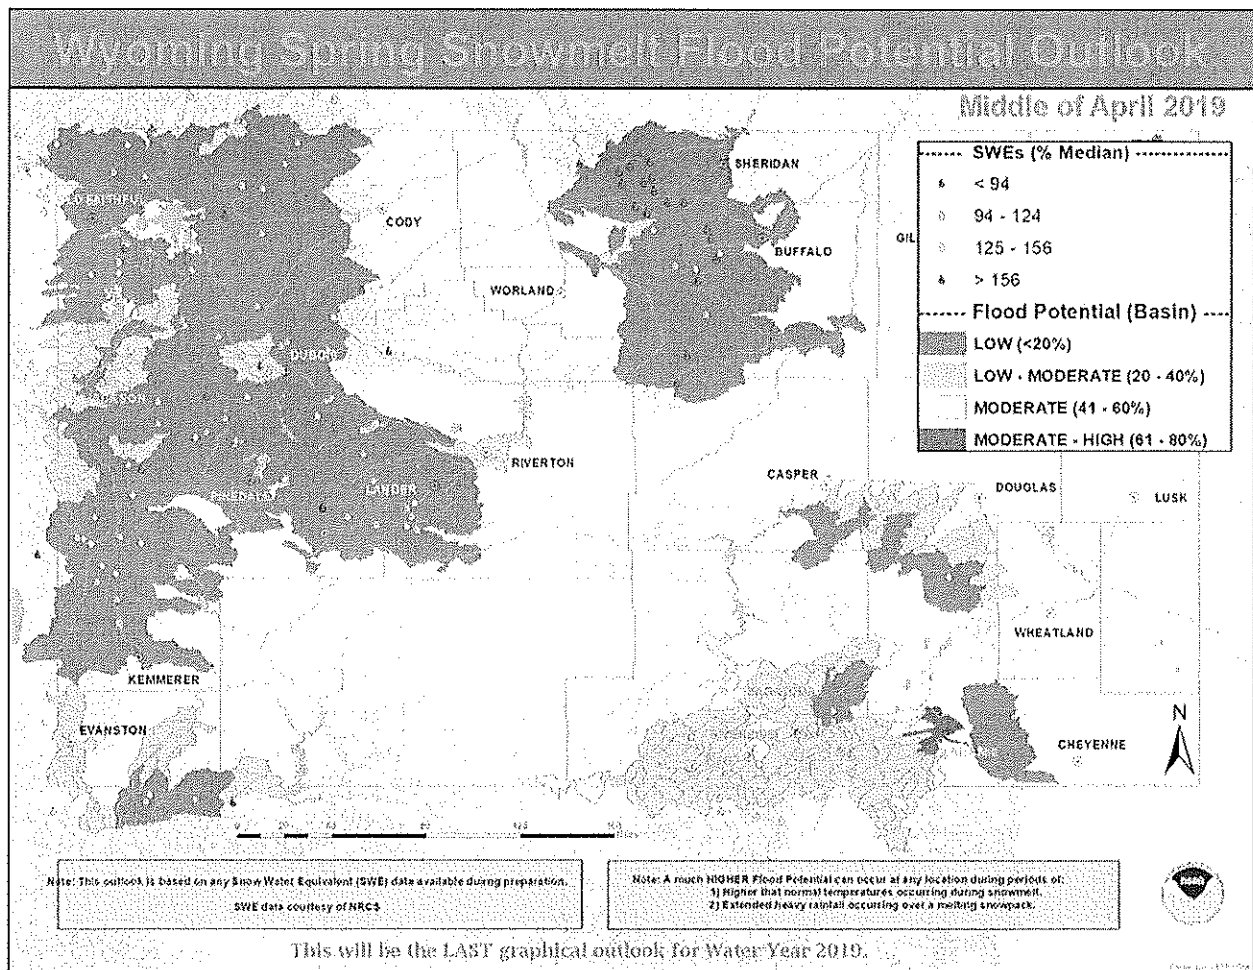 Wyoming Spring Snowmelt Flood Potential Outlook
Middle of April 2019
SWEs (% Median)
< 94
94 - 124
125 - 156
> 156
Flood Potential (Basin)
LOW (<20%)
LOW - MODERATE (20 - 40%)
MODERATE (41 - 60%)
MODERATE - HIGH (61 - 80%)
SHERIDAN
CODY
BUFFALO
GIL
WORLAND
DUBOIS
JACKSON
RIVERTON
PINEDALE
LANDER
CASPER
DOUGLAS
LUSK
WHEATLAND
KEMMERER
EVANSTON
CHEYENNE
N
Note: This outlook is based on any Snow Water Equivalent (SWE) data available during preparation.
SWE data courtesy of NRCS
Note: A much HIGHER Flood Potential can occur at any location during periods of:
1) Higher that normal temperatures occurring during snowmelt.
2) Extended heavy rainfall occurring over a melting snowpack.
This will be the LAST graphical outlook for Water Year 2019.